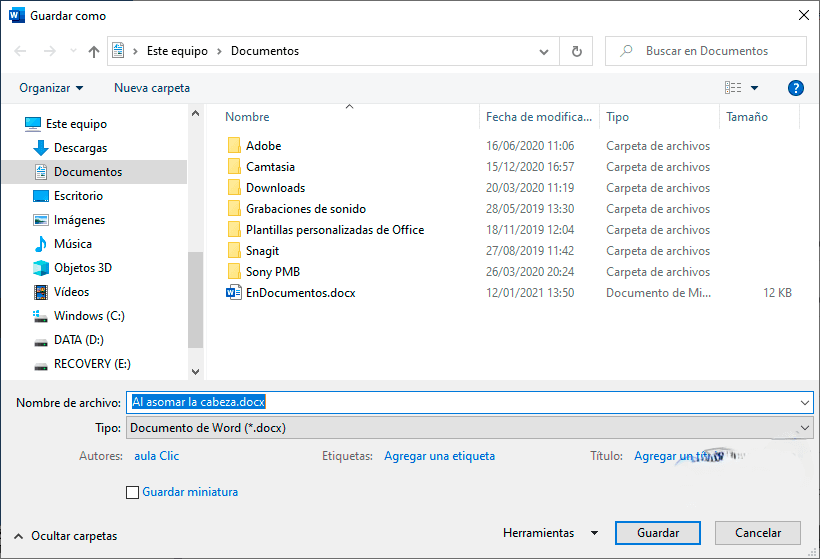 Guardar como
Este equipo > Documentos
Buscar en Documentos
Organizar
Nueva carpeta
?
Este equipo
Descargas
Documentos
Escritorio
Imágenes
Música
Objetos 3D
Vídeos
Windows (C:)
DATA (D:)
RECOVERY (E:)
Nombre Fecha de modifica... Tipo Tamaño
Adobe 16/06/2020 11:06 Carpeta de archivos
Camtasia 15/12/2020 16:57 Carpeta de archivos
Downloads 20/03/2020 11:19 Carpeta de archivos
Grabaciones de sonido 28/05/2019 13:30 Carpeta de archivos
Plantillas personalizadas de Office 18/11/2019 12:04 Carpeta de archivos
Snagit 27/08/2019 11:42 Carpeta de archivos
Sony PMB 26/03/2020 20:24 Carpeta de archivos
EnDocumentos.docx 12/01/2021 13:50 Documento de Mi... 12 KB
Nombre de archivo: Al asomar la cabeza.docx
Tipo: Documento de Word (*.docx)
Autores: aula Clic Etiquetas: Agregar una etiqueta Título: Agregar un
Guardar miniatura
Ocultar carpetas
Herramientas
Guardar
Cancelar